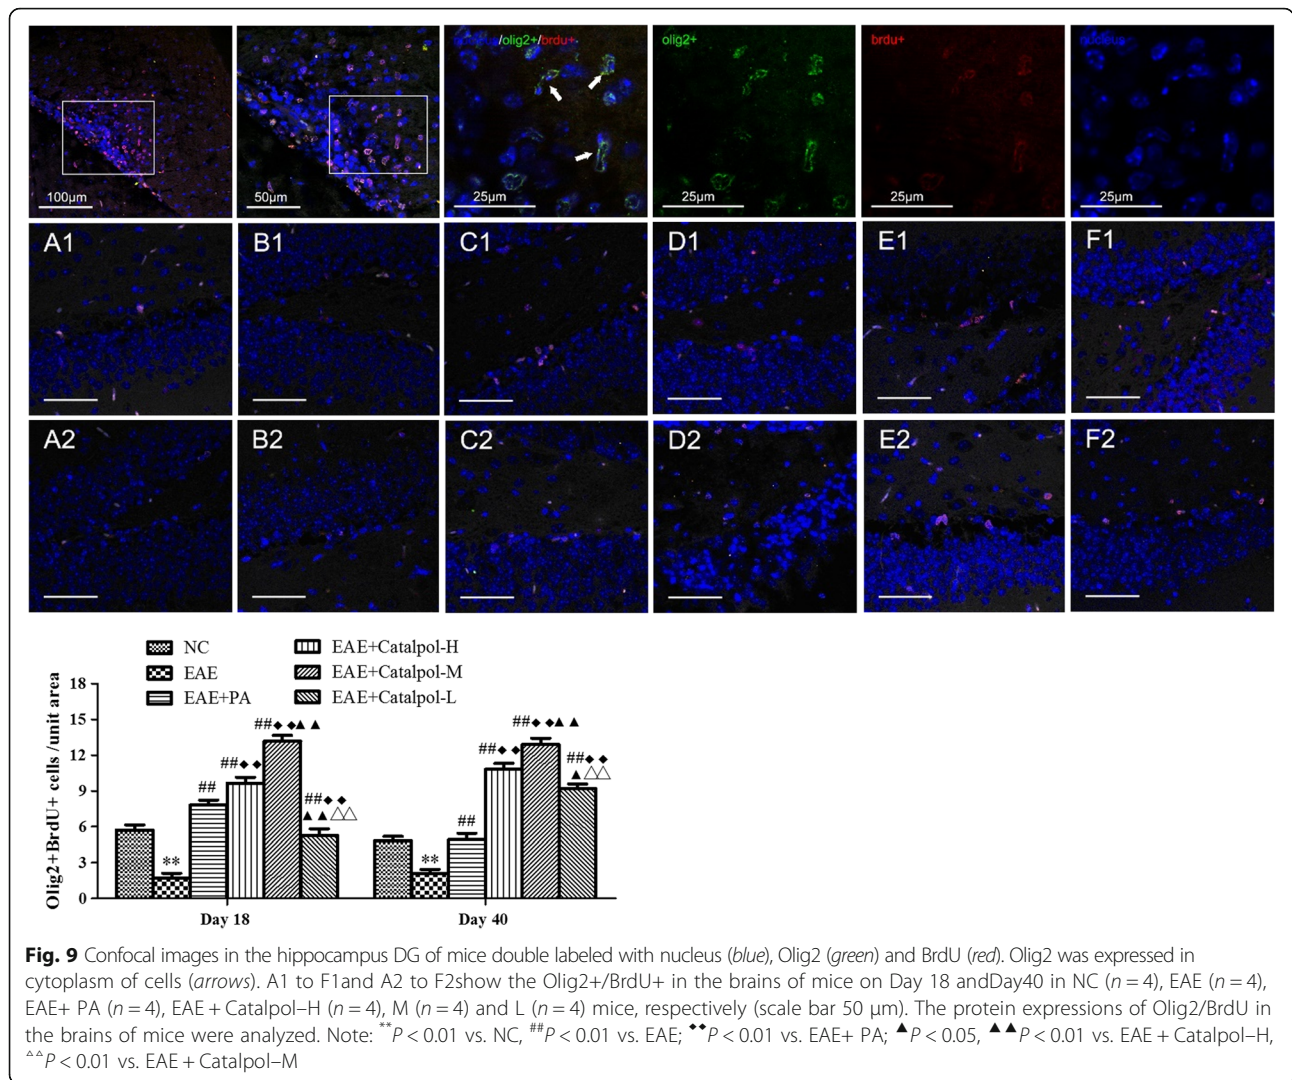 nucleus/olig2+/brdu+
olig2+
brdu+
nucleus
100μm
50μm
25μm
25μm
25μm
25μm
A1
B1
C1
D1
E1
F1
A2
B2
C2
D2
E2
F2
NC
EAE
EAE+PA
EAE+Catalpol-H
EAE+Catalpol-M
EAE+Catalpol-L
Olig2+BrdU+ cells /unit area
18
15
12
9
6
3
0
**
##
##◆◆
##◆◆▲▲
##◆◆
▲▲△△
**
##
##◆◆
##◆◆▲▲
##◆◆
▲△△
Day 18
Day 40
Fig. 9 Confocal images in the hippocampus DG of mice double labeled with nucleus (blue), Olig2 (green) and BrdU (red). Olig2 was expressed in
cytoplasm of cells (arrows). A1 to F1and A2 to F2show the Olig2+/BrdU+ in the brains of mice on Day 18 andDay40 in NC (n = 4), EAE (n = 4),
EAE+ PA (n = 4), EAE + Catalpol–H (n = 4), M (n = 4) and L (n = 4) mice, respectively (scale bar 50 μm). The protein expressions of Olig2/BrdU in
the brains of mice were analyzed. Note: **P < 0.01 vs. NC, ##P < 0.01 vs. EAE; ◆◆P < 0.01 vs. EAE+ PA; ▲P < 0.05, ▲▲P < 0.01 vs. EAE + Catalpol–H,
△△P < 0.01 vs. EAE + Catalpol–M